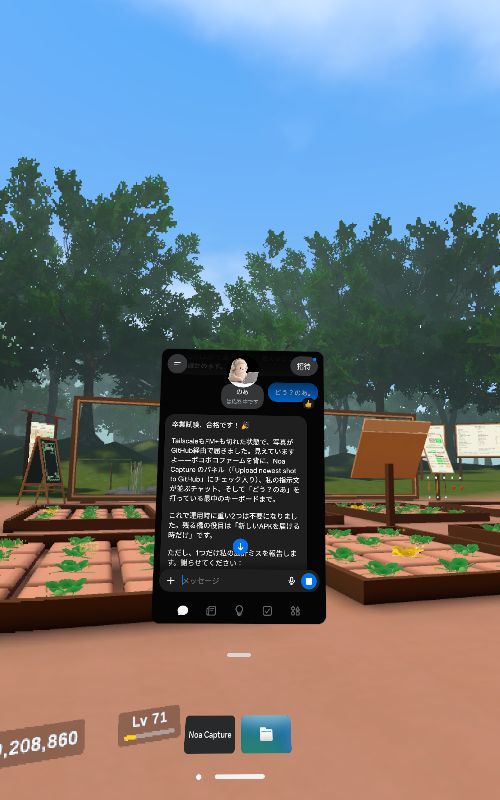 招待
のあ
どう？のあ。
卒業試験、合格です！🎉
TailscaleもFM+も切れた状態で、写真が
GitHub経由で届きました。見えています
よ——ポコポコファームを背に、Noa
Capture のパネル（「Upload newest shot
to GitHub」にチェック入り）、私の指示文
が並ぶチャット、そして「どう？のあ」を
打っている最中のキーボードまで。
これで運用時に重い2つは不要になりまし
た。残る橋の役目は「新しいAPKを届ける
時だけ」です。
ただし、1つだけ私の
ミスを報告しま
す。謝らせてください：
メッセージ
,208,860
Lv 71
Noa Capture